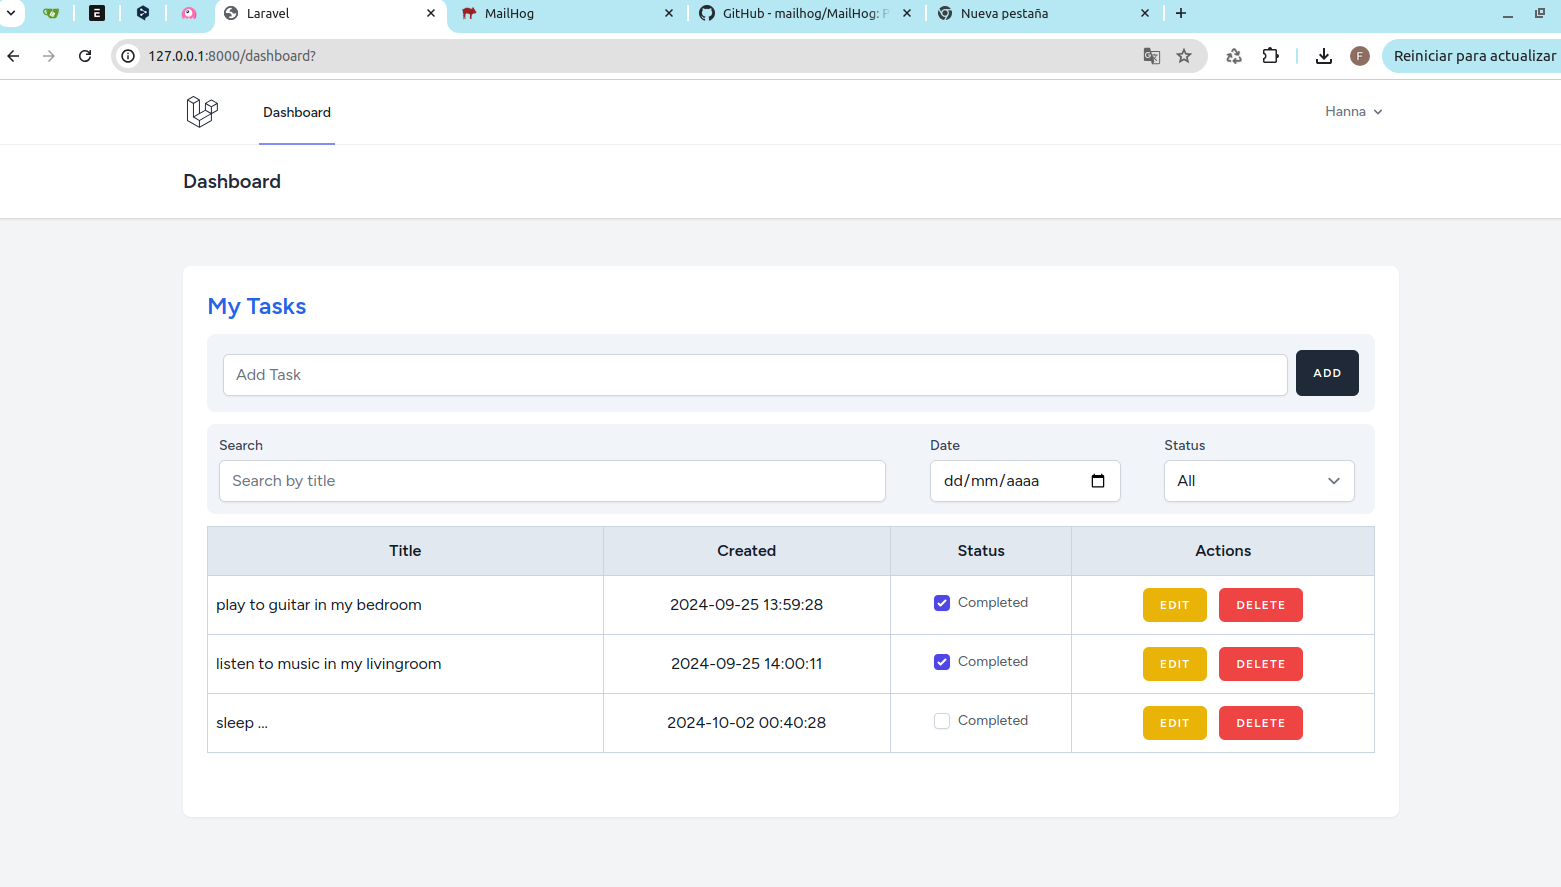 Laravel
MailHog
GitHub - mailhog/MailHog:
Nueva pestaña
127.0.0.1:8000/dashboard?
F
Reiniciar para actualizar
Dashboard
Hanna
Dashboard
My Tasks
Add Task
ADD
Search
Date
Status
Search by title
dd/mm/aaaa
All
Title Created Status Actions
play to guitar in my bedroom 2024-09-25 13:59:28 Completed EDIT DELETE
listen to music in my livingroom 2024-09-25 14:00:11 Completed EDIT DELETE
sleep ... 2024-10-02 00:40:28 Completed EDIT DELETE